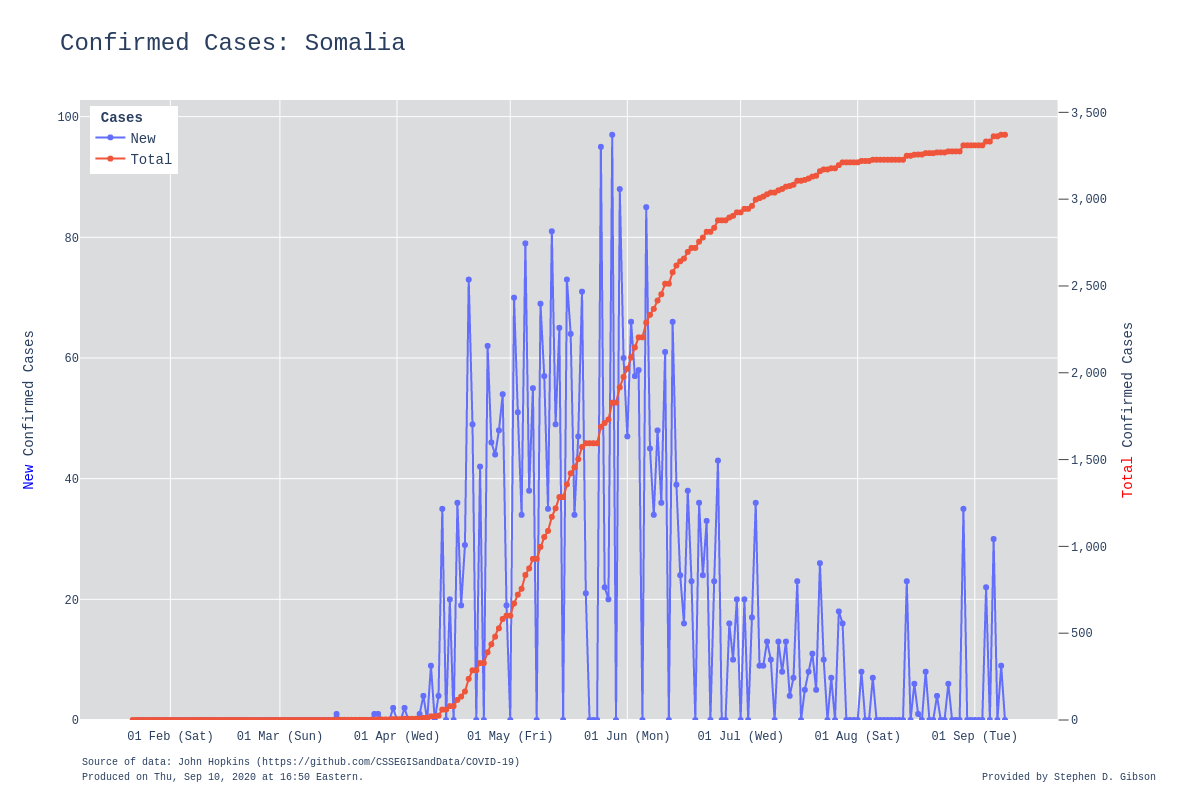 Confirmed Cases: Somalia
Cases
New
Total
100
80
60
40
20
0
3,500
3,000
2,500
2,000
1,500
1,000
500
0
New Confirmed Cases
Total Confirmed Cases
01 Feb (Sat) 01 Mar (Sun) 01 Apr (Wed) 01 May (Fri) 01 Jun (Mon) 01 Jul (Wed) 01 Aug (Sat) 01 Sep (Tue)
Source of data: John Hopkins (https://github.com/CSSEGISandData/COVID-19)
Produced on Thu, Sep 10, 2020 at 16:50 Eastern.
Provided by Stephen D. Gibson